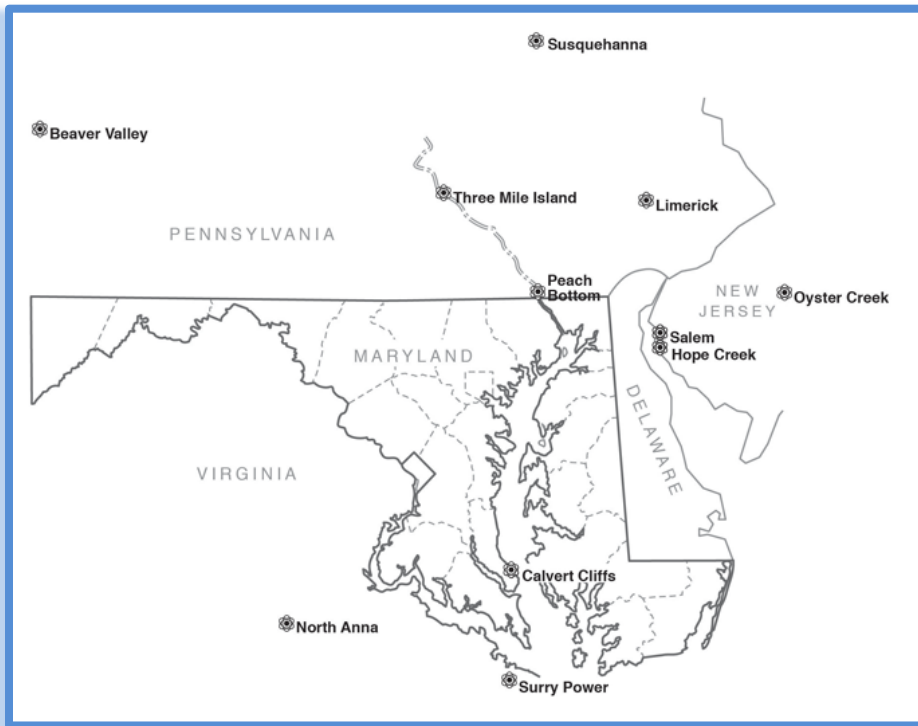 Susquehanna
Beaver Valley
Three Mile Island
Limerick
PENNSYLVANIA
Peach
Bottom
NEW
JERSEY
Oyster Creek
Salem
Hope Creek
MARYLAND
DELAWARE
VIRGINIA
Calvert Cliffs
North Anna
Surry Power